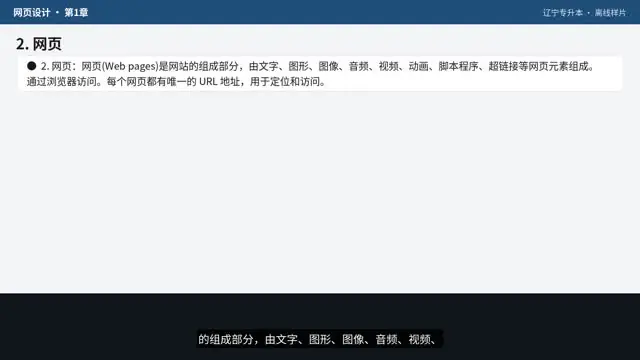 网页设计 · 第1章
辽宁专升本 · 离线样片
2. 网页
● 2. 网页：网页(Web pages)是网站的组成部分，由文字、图形、图像、音频、视频、动画、脚本程序、超链接等网页元素组成。
通过浏览器访问。每个网页都有唯一的 URL 地址，用于定位和访问。
的组成部分，由文字、图形、图像、音频、视频、